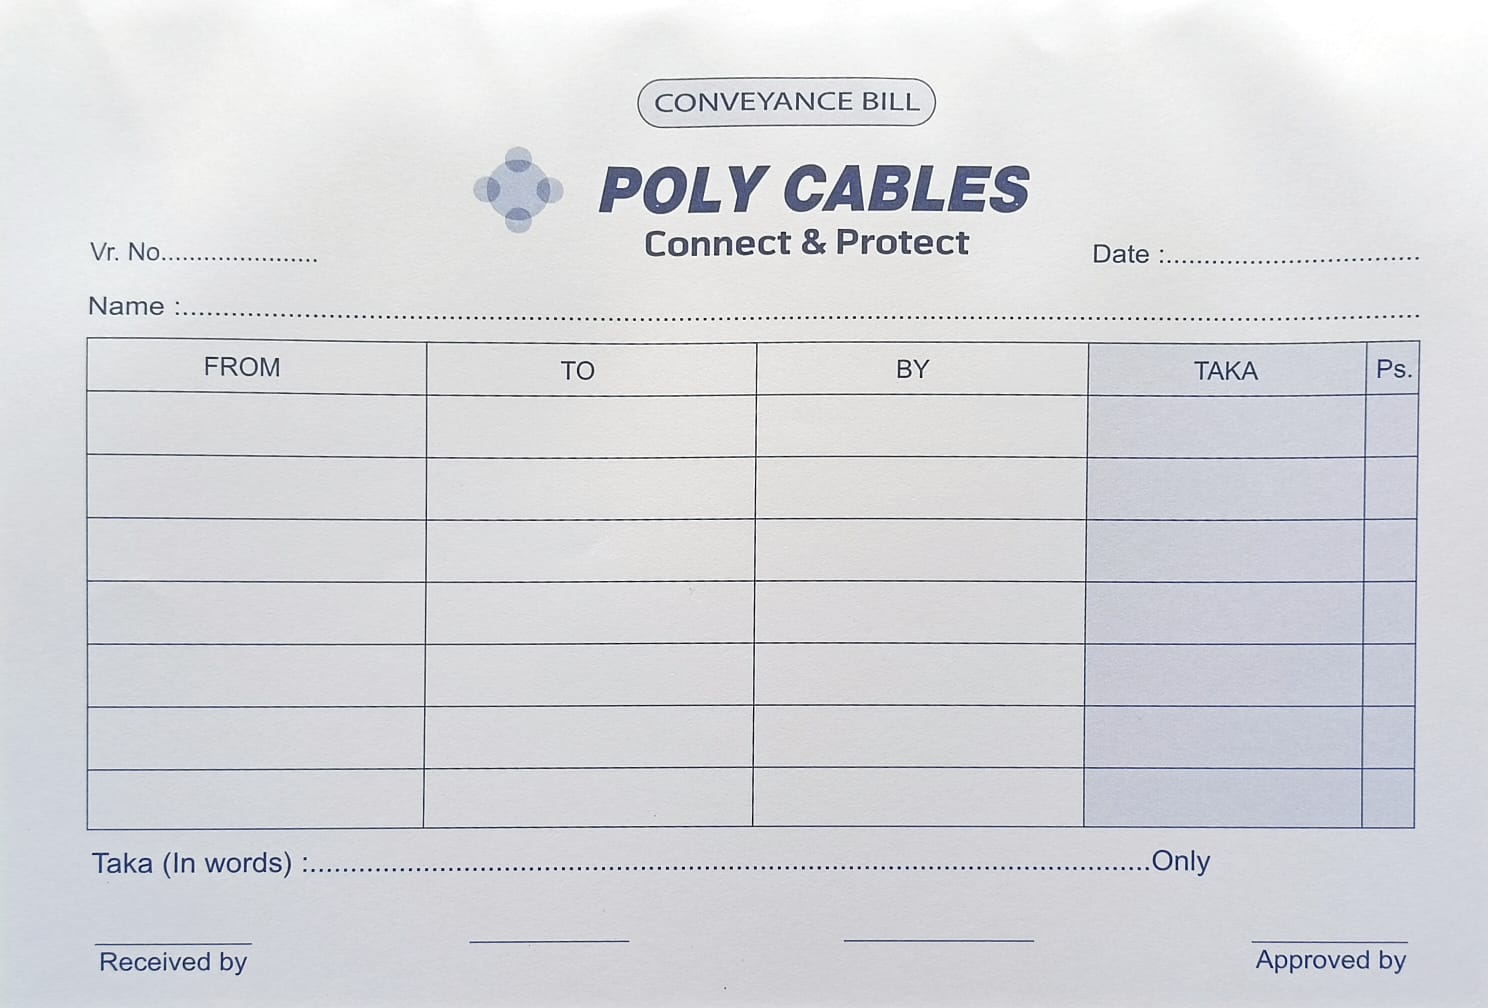 CONVEYANCE BILL
POLY CABLES
Connect & Protect
Vr. No...................... Date :..................................
Name :....................................................................................................................................................
FROM TO BY TAKA Ps.
Taka (In words) :.......................................................................................................Only
Received by Approved by